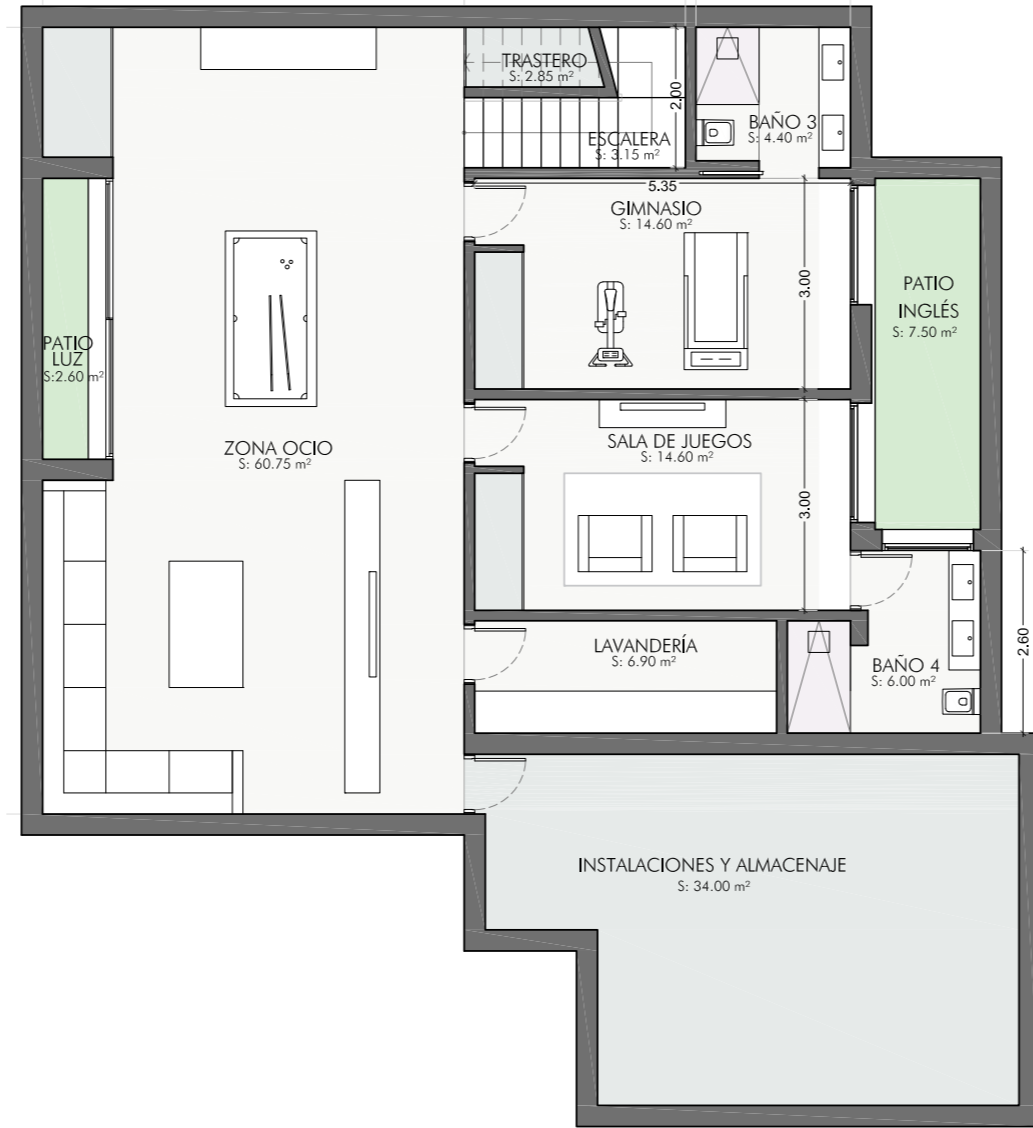 TRASTERO
S: 2.85 m²
2.00
ESCALERA
S: 3.15 m²
BAÑO 3
S: 4.40 m²
5.35
GIMNASIO
S: 14.60 m²
3.00
PATIO
INGLÉS
S: 7.50 m²
PATIO
LUZ
S:2.60 m²
ZONA OCIO
S: 60.75 m²
SALA DE JUEGOS
S: 14.60 m²
3.00
LAVANDERÍA
S: 6.90 m²
BAÑO 4
S: 6.00 m²
2.60
INSTALACIONES Y ALMACENAJE
S: 34.00 m²